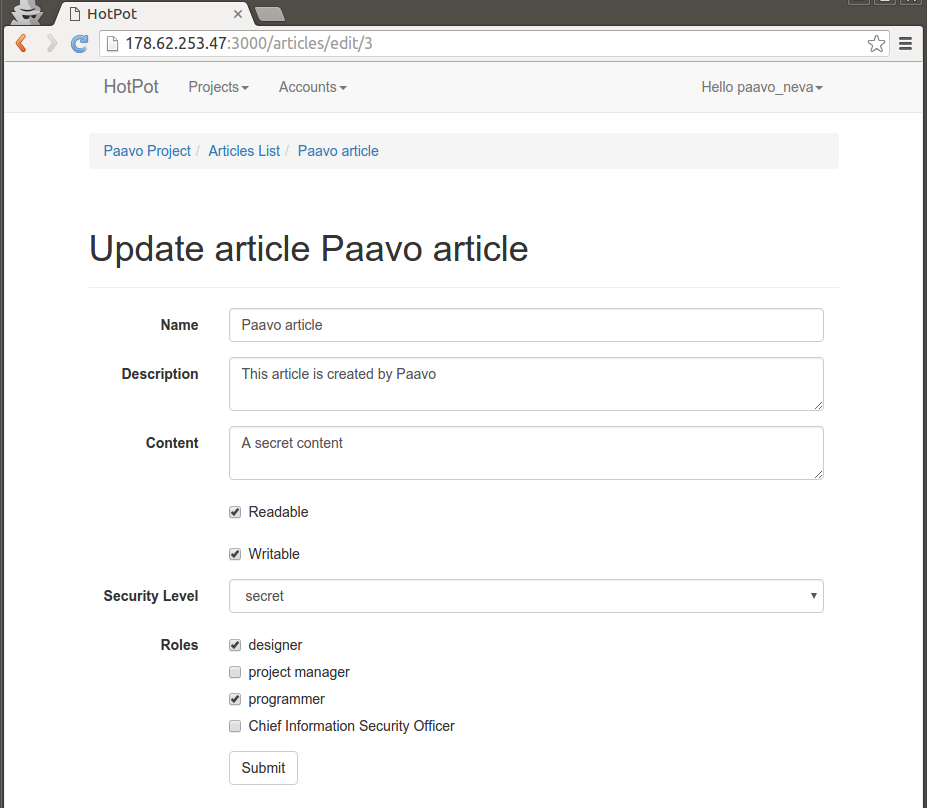 HotPot
178.62.253.47:3000/articles/edit/3
HotPot Projects Accounts Hello paavo_neva
Paavo Project / Articles List / Paavo article
Update article Paavo article
Name Paavo article
Description This article is created by Paavo
Content A secret content
Readable
Writable
Security Level secret
Roles designer
project manager
programmer
Chief Information Security Officer
Submit